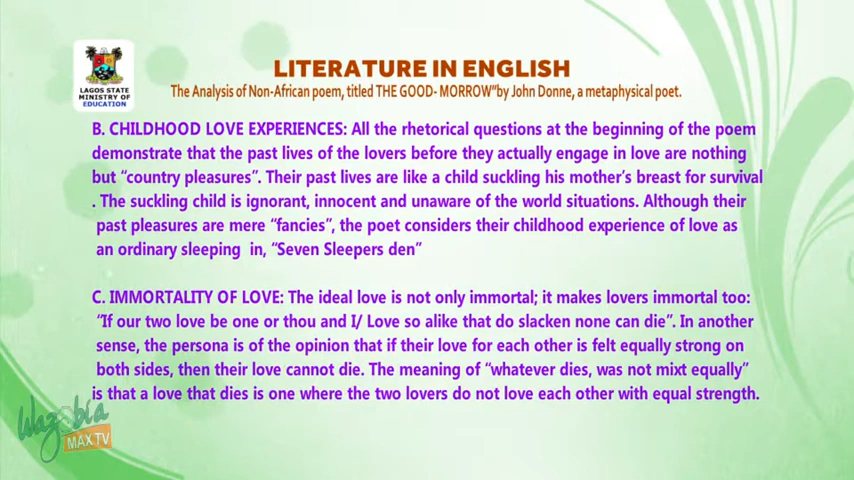 LITERATURE IN ENGLISH
LAGOS STATE
MINISTRY OF
EDUCATION
The Analysis of Non-African poem, titled THE GOOD- MORROW"by John Donne, a metaphysical poet.
B. CHILDHOOD LOVE EXPERIENCES: All the rhetorical questions at the beginning of the poem
demonstrate that the past lives of the lovers before they actually engage in love are nothing
but “country pleasures”. Their past lives are like a child suckling his mother’s breast for survival
. The suckling child is ignorant, innocent and unaware of the world situations. Although their
past pleasures are mere “fancies”, the poet considers their childhood experience of love as
an ordinary sleeping in, “Seven Sleepers den”
C. IMMORTALITY OF LOVE: The ideal love is not only immortal; it makes lovers immortal too:
“If our two love be one or thou and I/ Love so alike that do slacken none can die”. In another
sense, the persona is of the opinion that if their love for each other is felt equally strong on
both sides, then their love cannot die. The meaning of “whatever dies, was not mixt equally”
is that a love that dies is one where the two lovers do not love each other with equal strength.
Wazobia
MAX TV